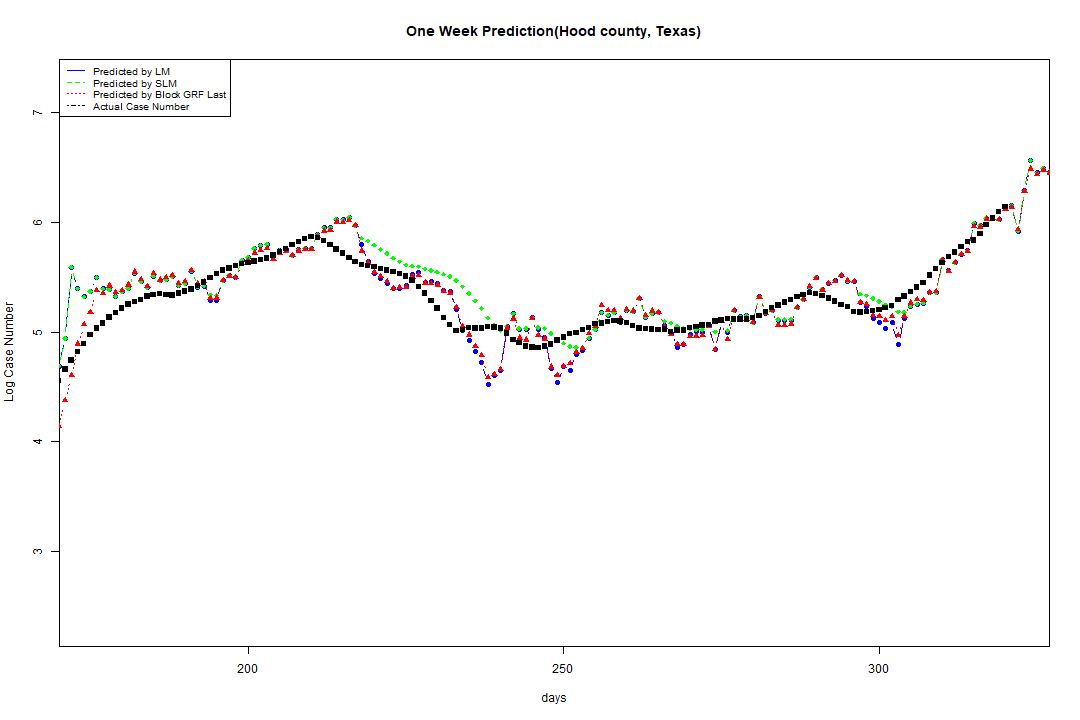 One Week Prediction(Hood county, Texas)
Predicted by LM
Predicted by SLM
Predicted by Block GRF Last
Actual Case Number
7
6
5
4
3
Log Case Number
200
250
300
days